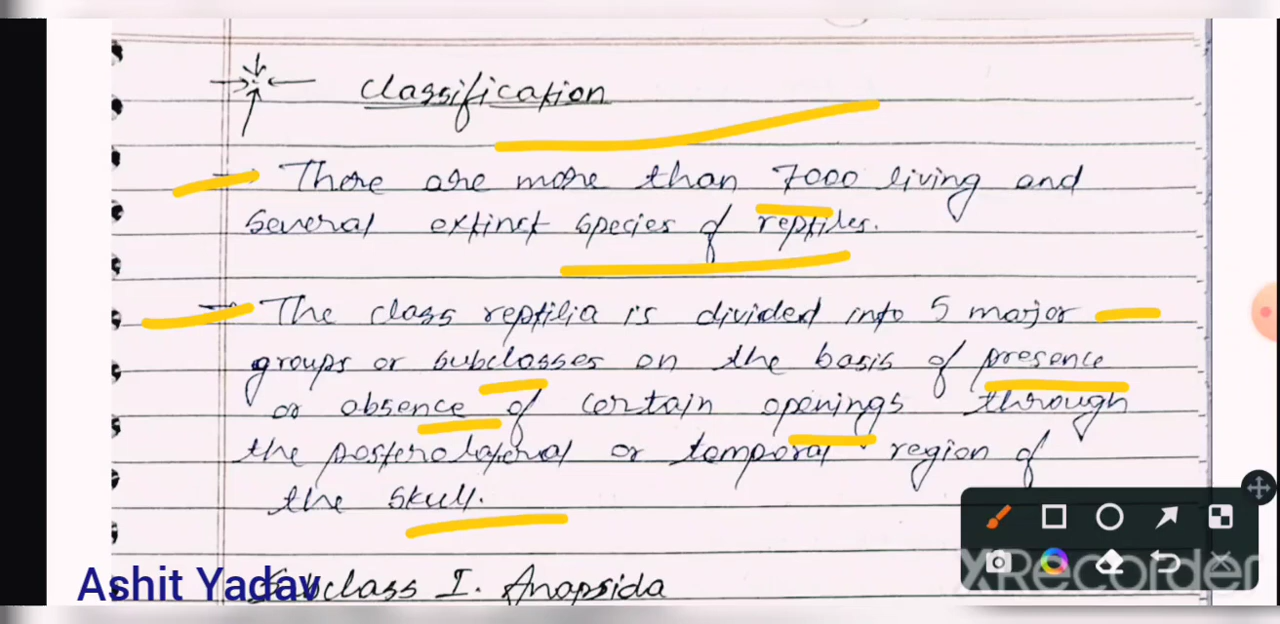 Classification
There are more than 7000 living and
several extinct species of reptiles.
The class reptilia is divided into 5 major
groups or subclasses on the basis of presence
or absence of certain openings through
the posterolateral or temporal region of
the skull.
XRecorder
Ashit Yadav
Subclass I. Anapsida